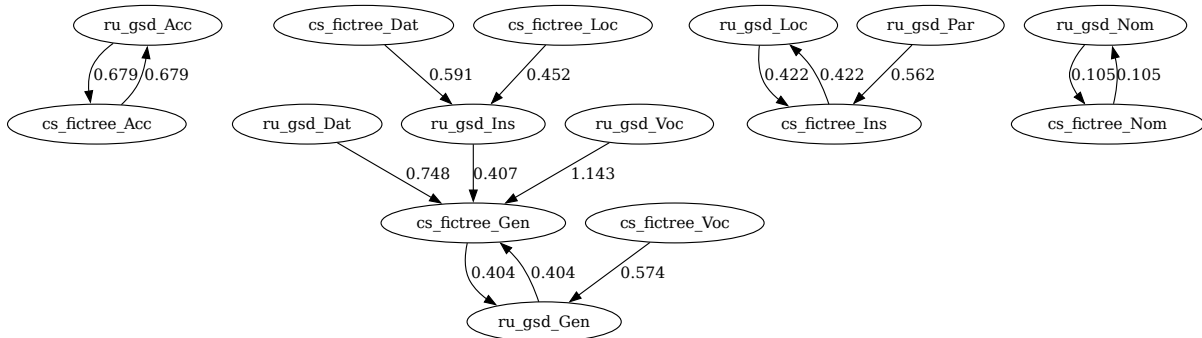 ru_gsd_Acc cs_fictree_Dat cs_fictree_Loc ru_gsd_Loc ru_gsd_Par ru_gsd_Nom
0.679 0.679 0.591 0.452 0.422 0.422 0.562 0.105 0.105
cs_fictree_Acc ru_gsd_Dat ru_gsd_Ins ru_gsd_Voc cs_fictree_Ins cs_fictree_Nom
0.748 0.407 1.143
cs_fictree_Gen cs_fictree_Voc
0.404 0.404 0.574
ru_gsd_Gen